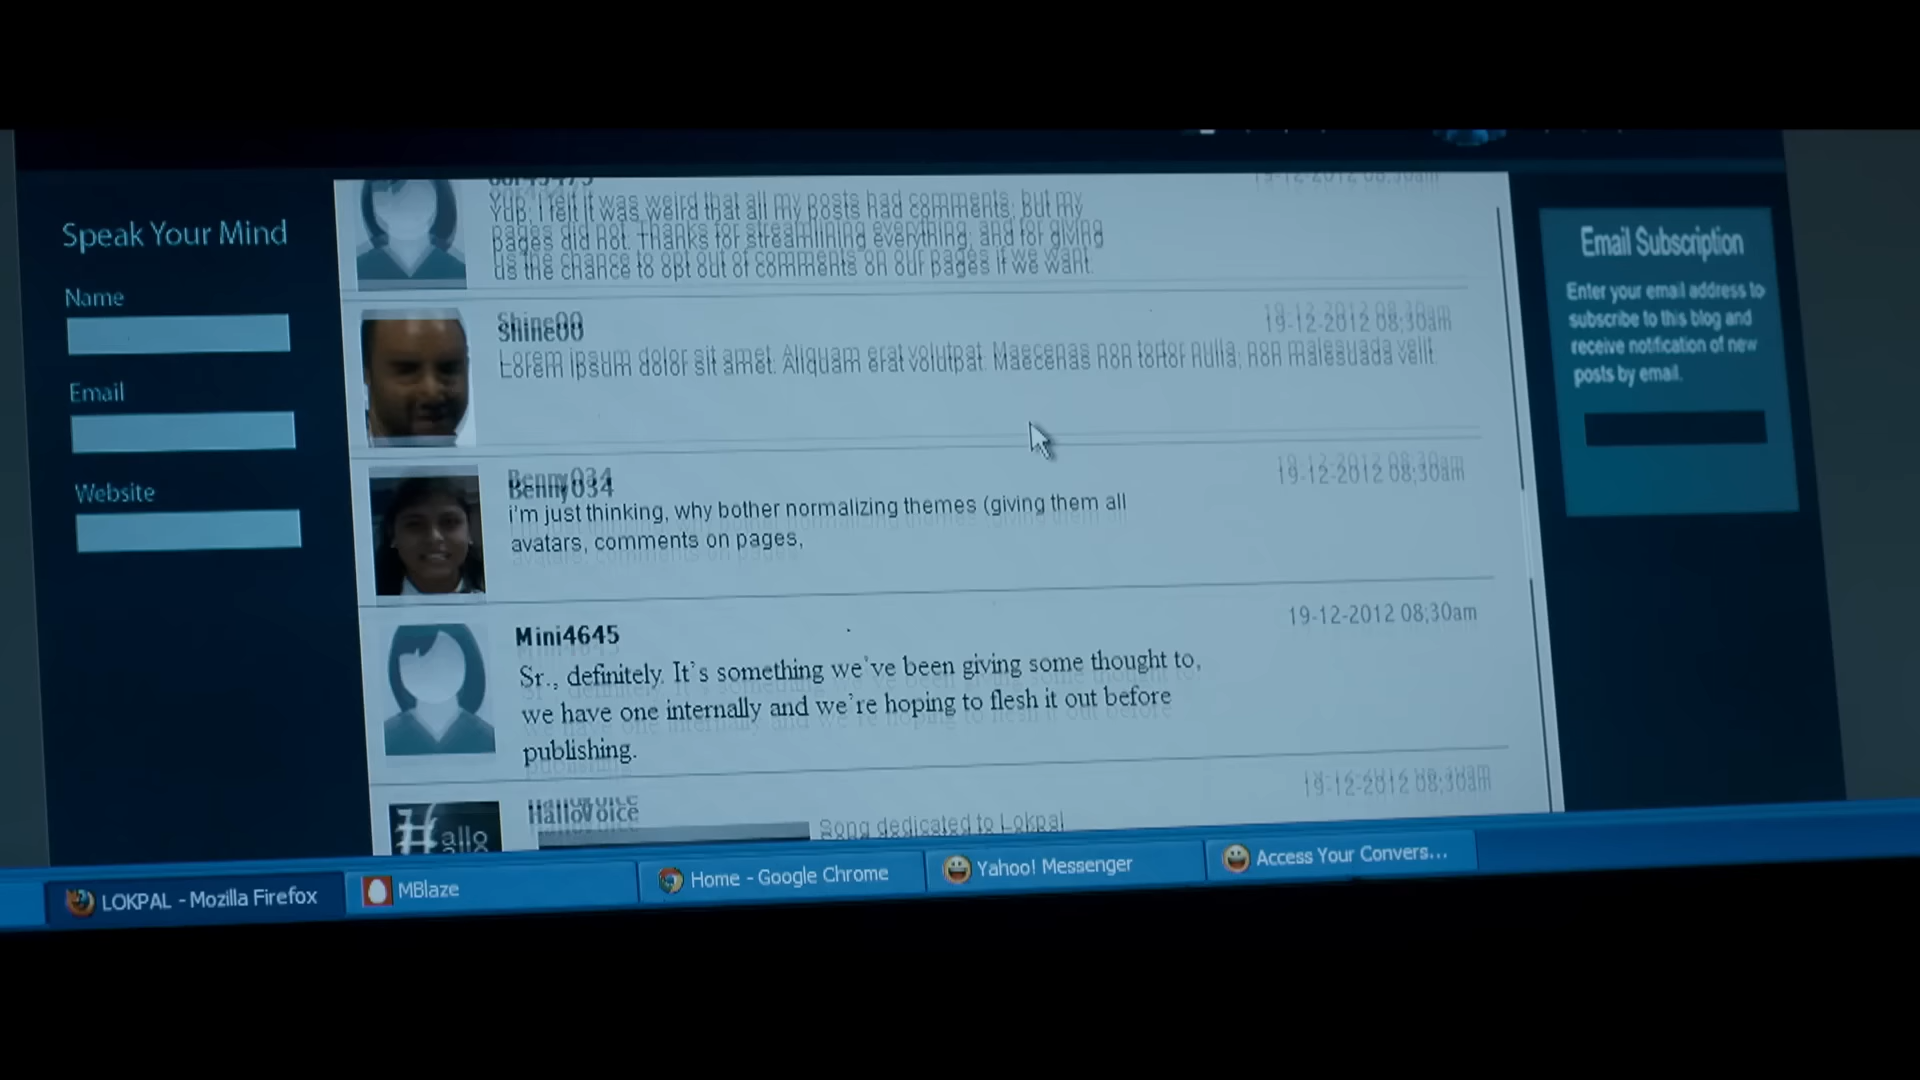 Speak Your Mind
Name
Email
Website
19-12-2012 08;30am
Yup, I felt it was weird that all my posts had comments, but my
pages did not. Thanks for streamlining everything, and for giving
us the chance to opt out of comments on our pages if we want.
Shine00
19-12-2012 08;30am
Lorem ipsum dolor sit amet. Aliquam erat volutpat. Maecenas non tortor nulla, non malesuada velit.
Benny034
19-12-2012 08;30am
i'm just thinking, why bother normalizing themes (giving them all
avatars, comments on pages,
Mini4645
19-12-2012 08;30am
Sr., definitely. It's something we've been giving some thought to,
we have one internally and we're hoping to flesh it out before
publishing.
#allo
HalloVoice
19-12-2012 08;30am
Song dedicated to Lokpal
Email Subscription
Enter your email address to
subscribe to this blog and
receive notification of new
posts by email.
LOKPAL - Mozilla Firefox
MBlaze
Home - Google Chrome
Yahoo! Messenger
Access Your Convers...